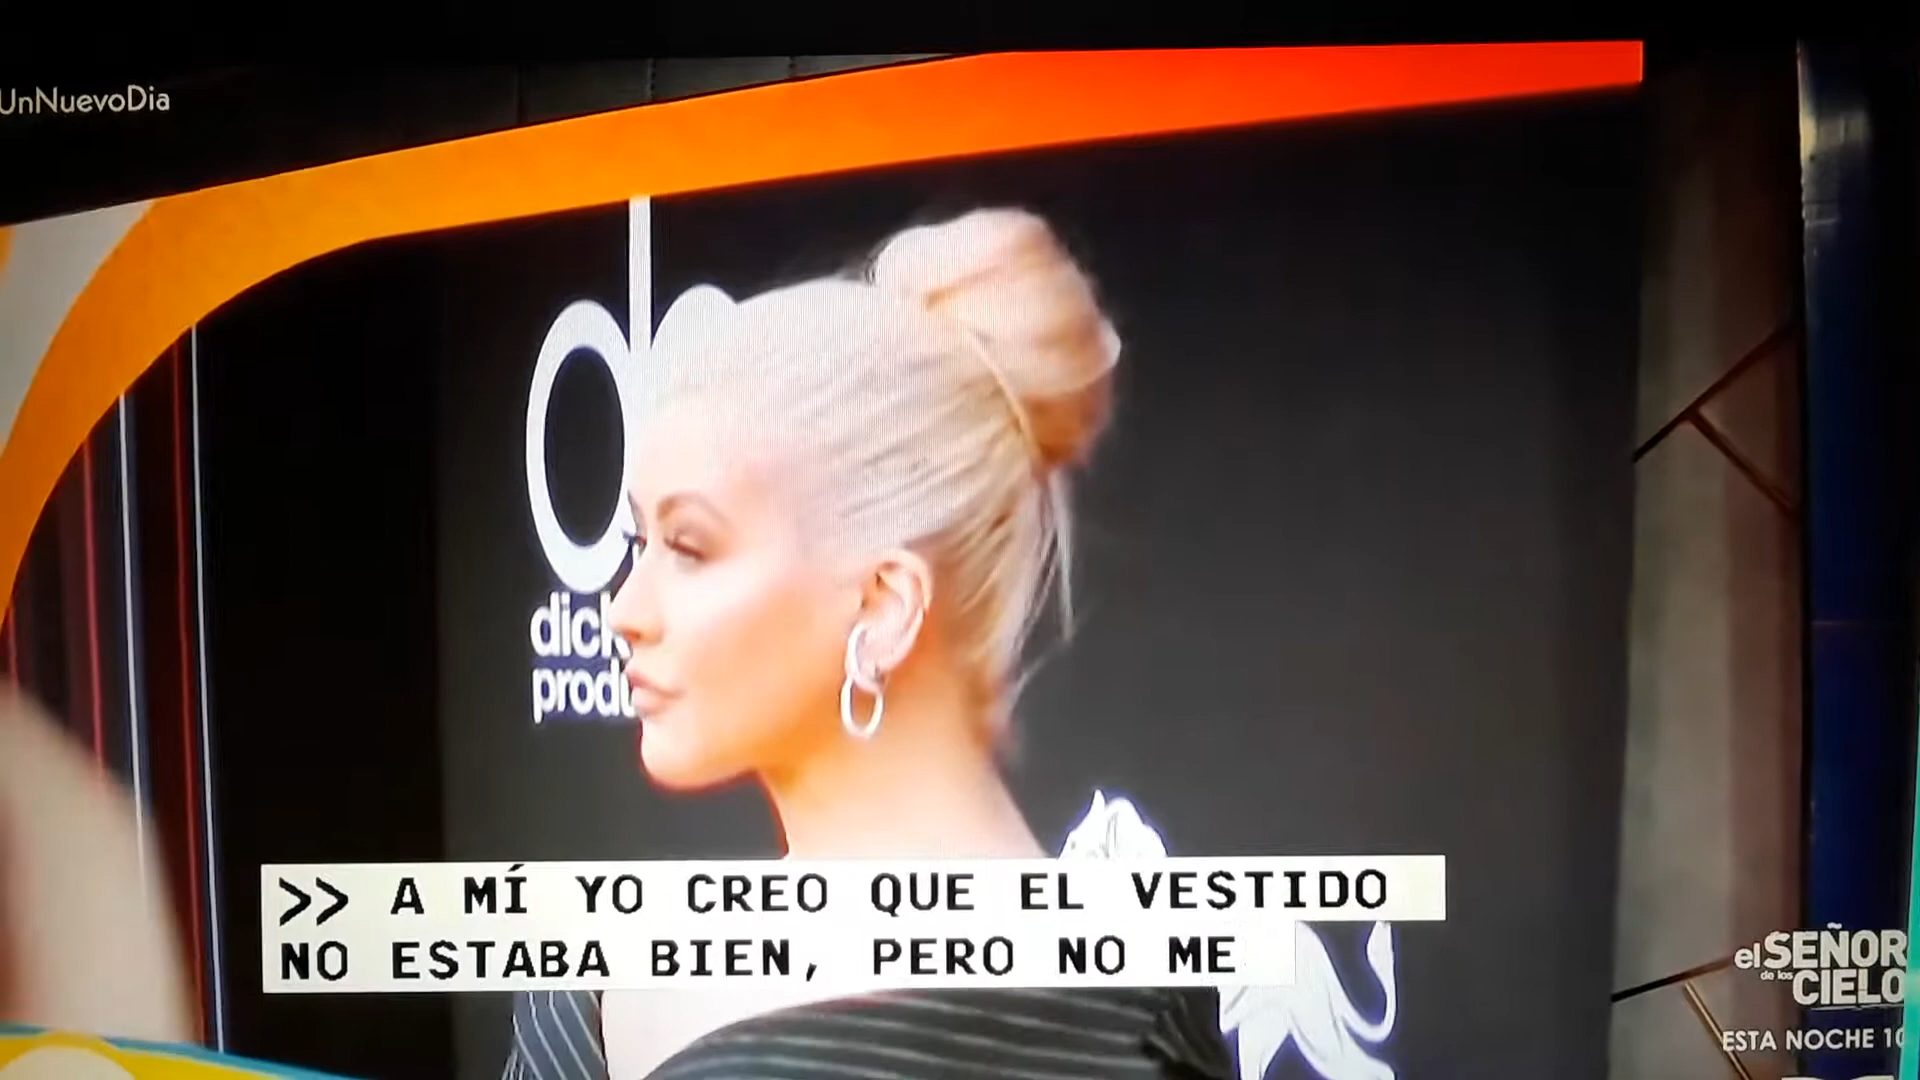 UnNuevoDia
d
dick
produ
>> A MÍ YO CREO QUE EL VESTIDO
NO ESTABA BIEN, PERO NO ME
el SEÑOR
de los CIELO
ESTA NOCHE 10